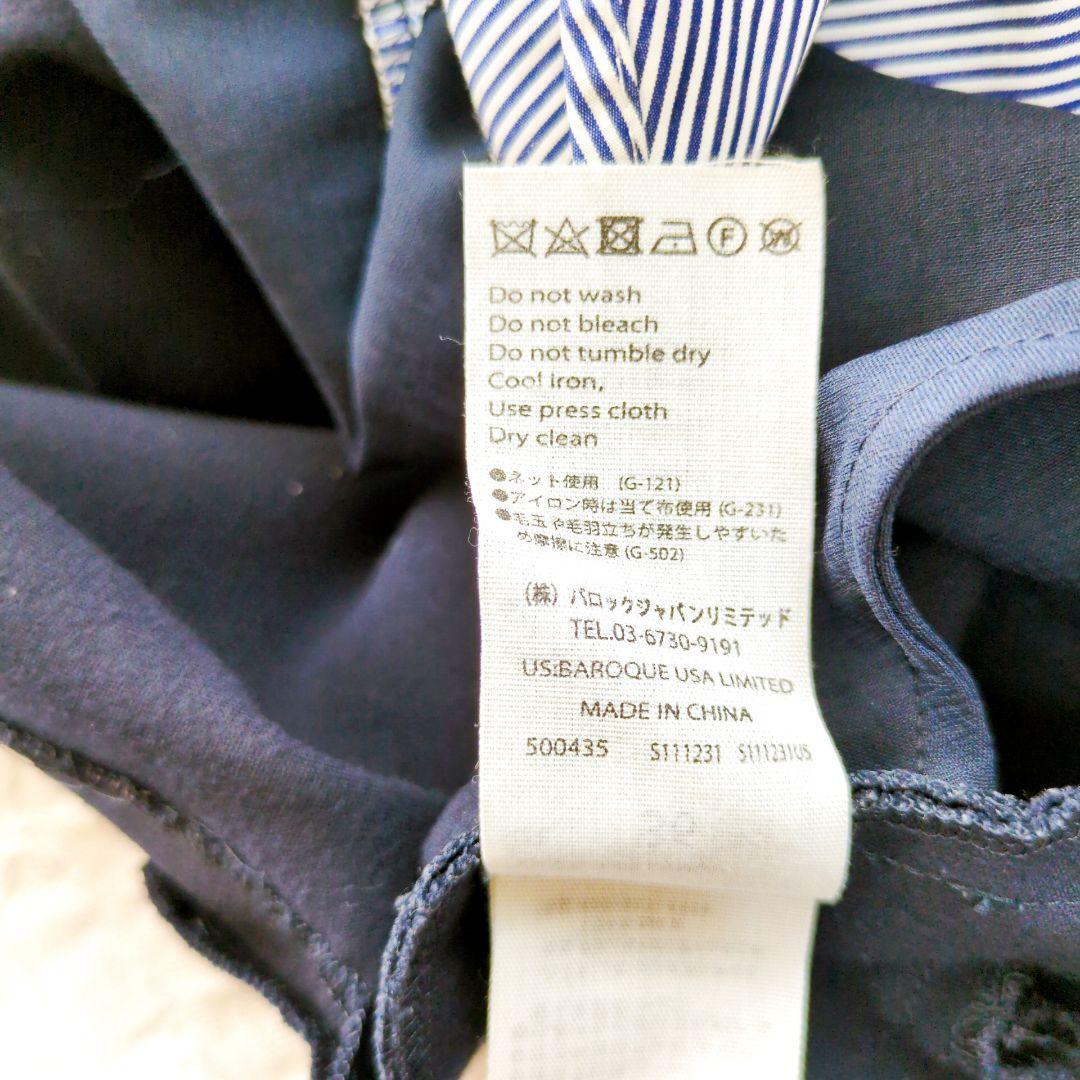 F
W
Do not wash
Do not bleach
Do not tumble dry
Cool iron,
Use press cloth
Dry clean
●ネット使用 (G-121)
●アイロン時は当て布使用 (G-231)
●毛玉や毛羽立ちが発生しやすいた
め摩擦に注意 (G-502)
(株) バロックジャパンリミテッド
TEL.03-6730-9191
US:BAROQUE USA LIMITED
MADE IN CHINA
500435 S111231 S111231US